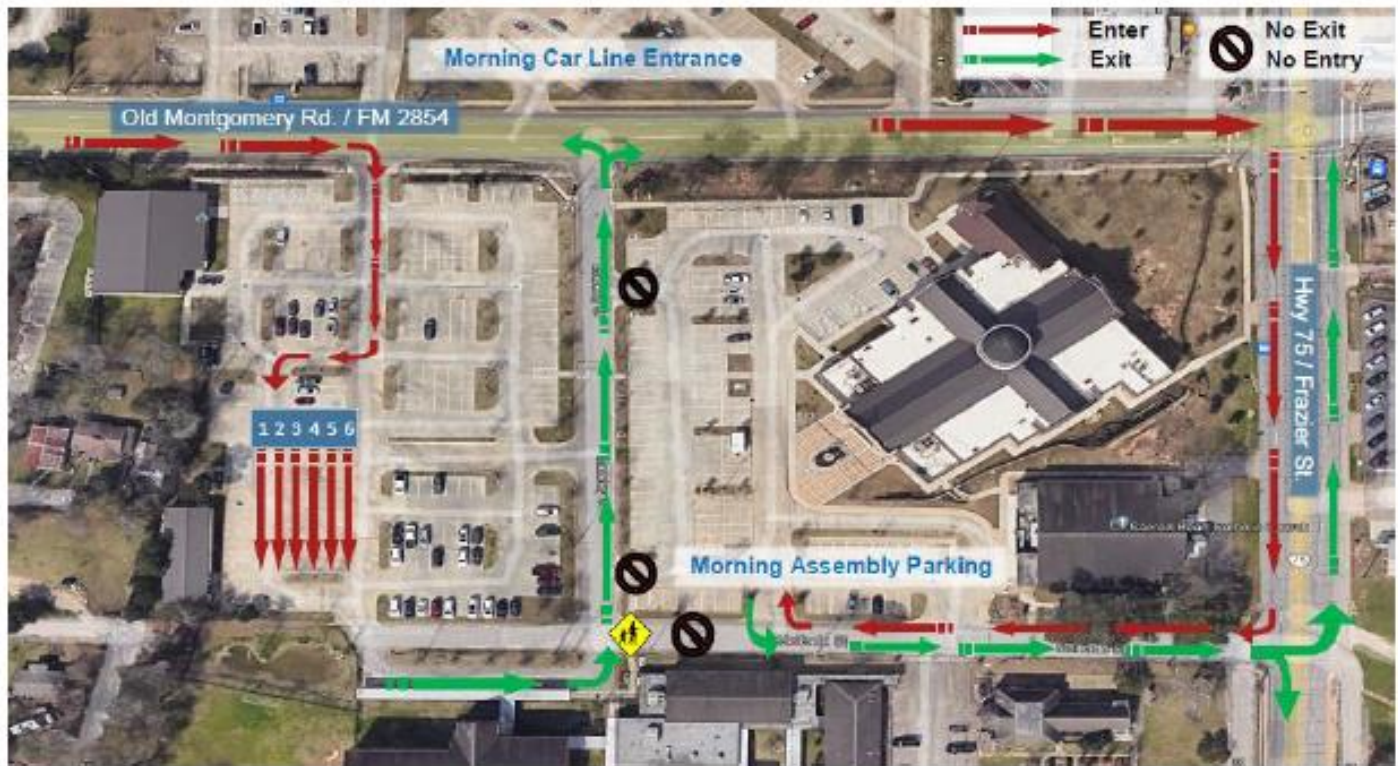 Morning Car Line Entrance
Enter
Exit
No Exit
No Entry
Old Montgomery Rd. / FM 2854
Hwy 75 / Frazier St.
1 2 3 4 5 6
Morning Assembly Parking